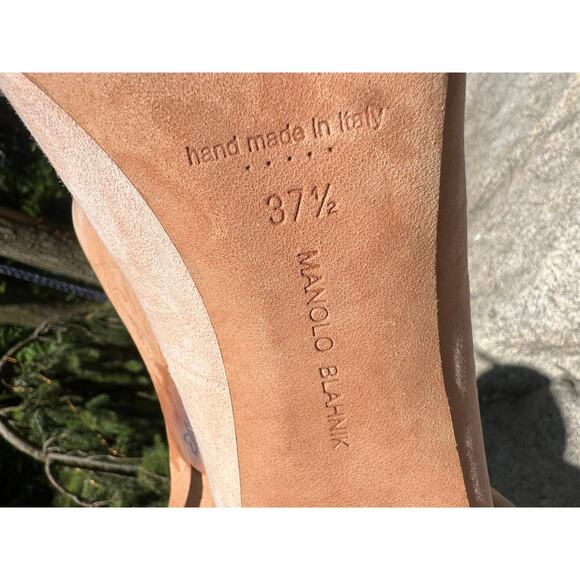 hand made in Italy
• • • • •
37½
MANOLO BLAHNIK